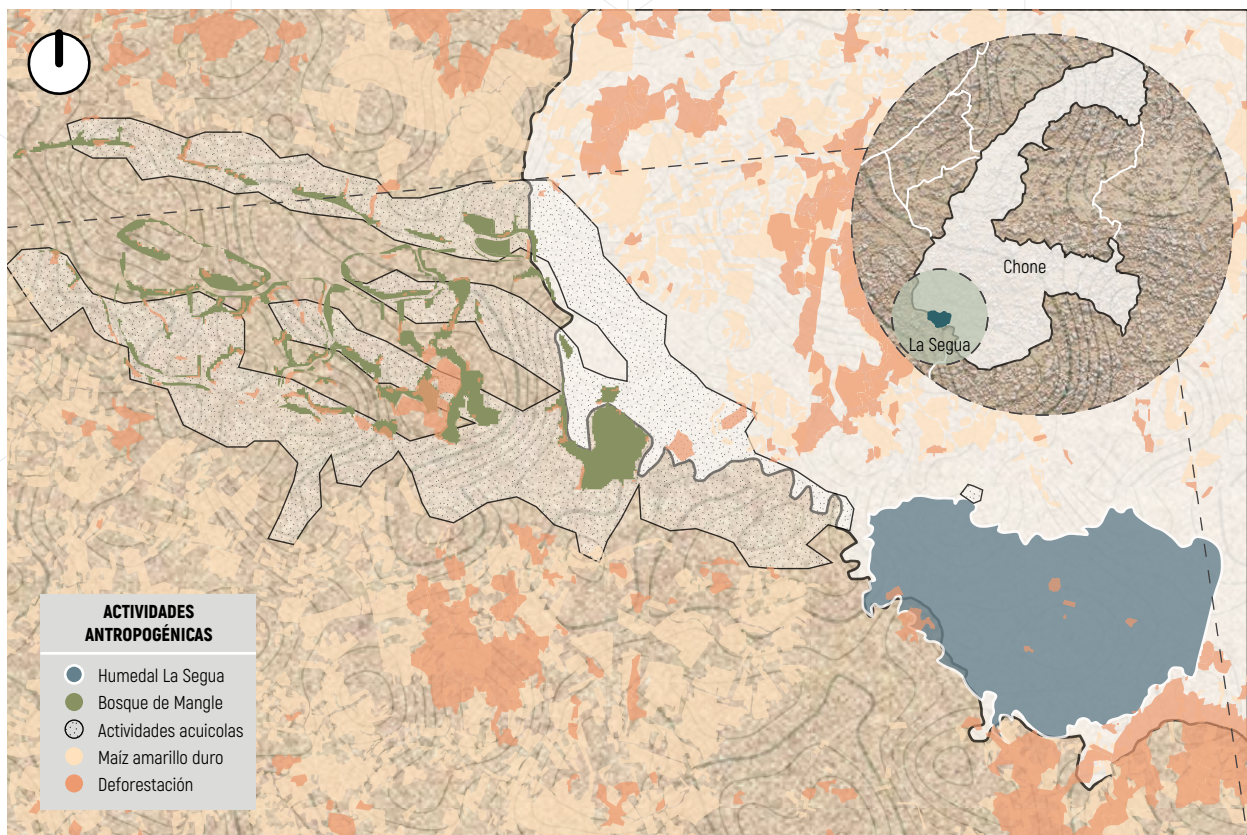 Chone
La Segua
ACTIVIDADES
ANTROPOGÉNICAS
Humedal La Segua
Bosque de Mangle
Actividades acuicolas
Maíz amarillo duro
Deforestación